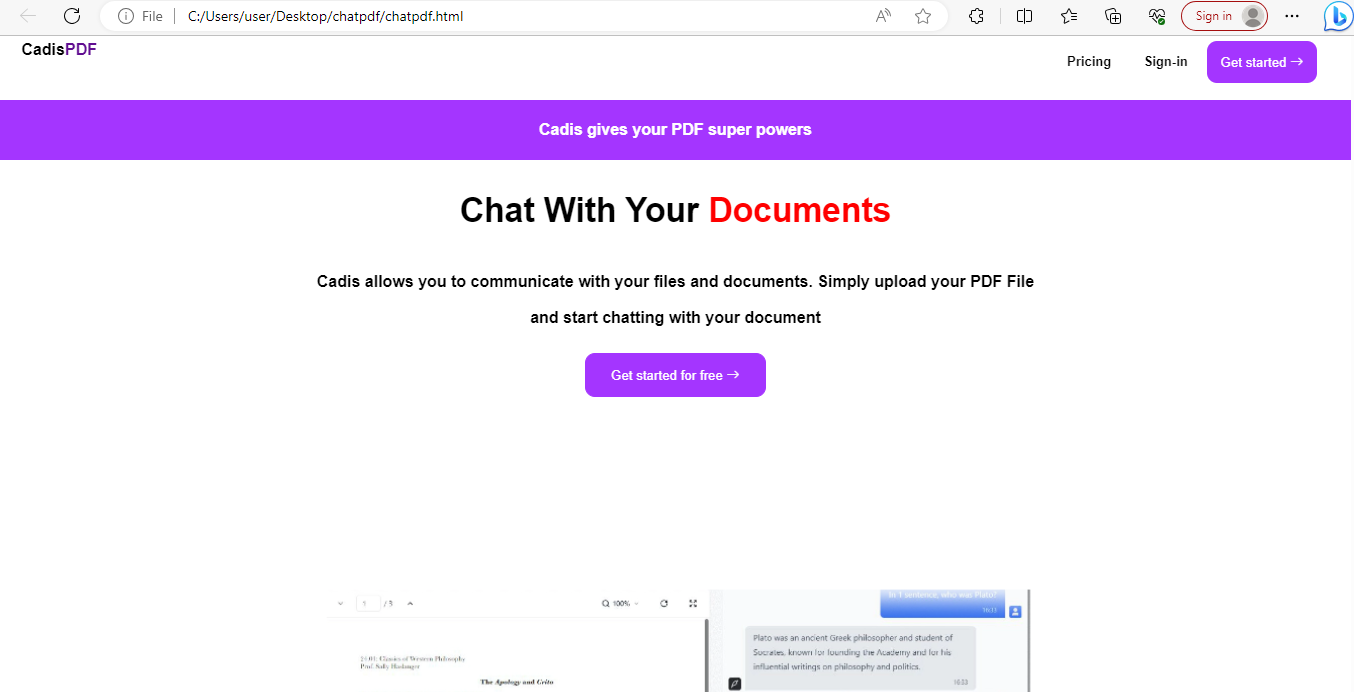 File
C:/Users/user/Desktop/chatpdf/chatpdf.html
Sign in
CadisPDF
Pricing
Sign-in
Get started →
Cadis gives your PDF super powers
Chat With Your Documents
Cadis allows you to communicate with your files and documents. Simply upload your PDF File
and start chatting with your document
Get started for free →
1 / 3
100%
In 1 sentence, who was Plato?
16:33
Plato was an ancient Greek philosopher and student of
Socrates, known for founding the Academy and for his
influential writings on philosophy and politics.
16:33
Classics of Western Philosophy
Prof. Sally Haslanger
The Apology and Crito